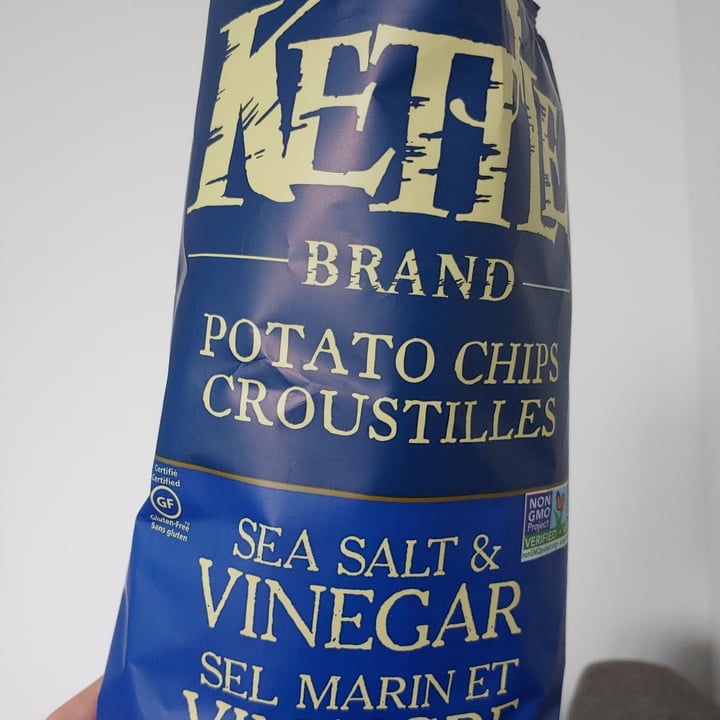 KETTLE
BRAND
POTATO CHIPS
CROUSTILLES
Certifié
Certified
GF
Gluten-Free
Sans gluten
NON
GMO
Project
VERIFIED
SEA SALT &
VINEGAR
SEL MARIN ET
VINAIGRE